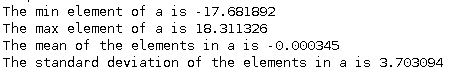 The min element of a is -17.681892
The max element of a is 18.311326
The mean of the elements in a is -0.000345
The standard deviation of the elements in a is 3.703094